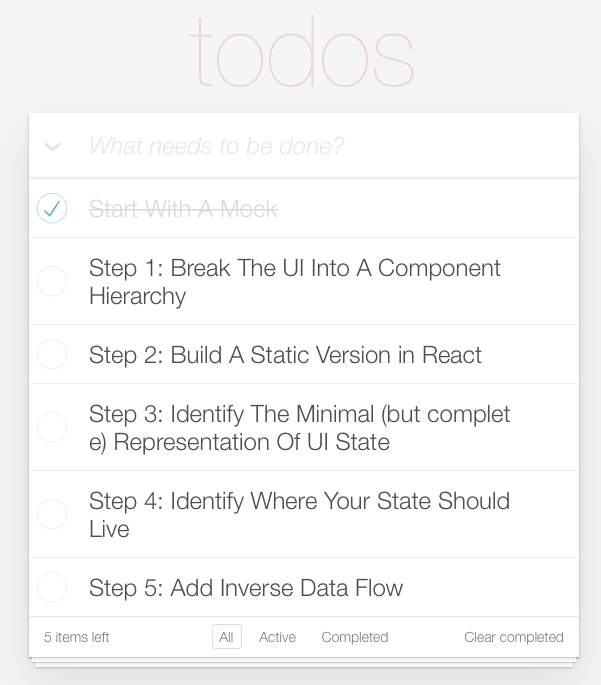 todos
What needs to be done?
Start With A Mock
Step 1: Break The UI Into A Component
Hierarchy
Step 2: Build A Static Version in React
Step 3: Identify The Minimal (but complet
e) Representation Of UI State
Step 4: Identify Where Your State Should
Live
Step 5: Add Inverse Data Flow
5 items left All Active Completed Clear completed